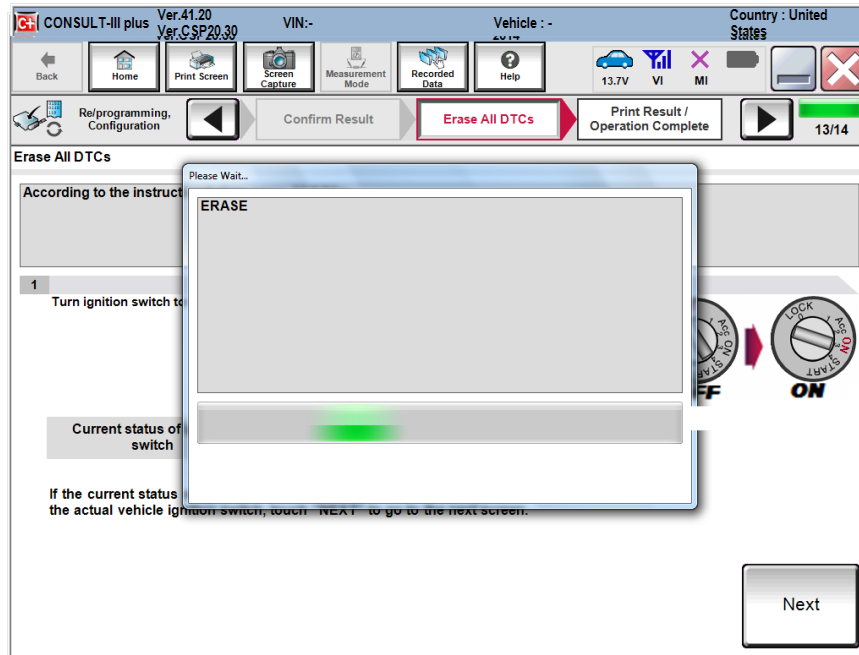 CONSULT-III plus
Ver.41.20
Ver.CSP20.30
VIN:-
Vehicle : -
2014
Country : United
States
Back
Home
Print Screen
Screen
Capture
Measurement
Mode
Recorded
Data
Help
13.7V
VI
MI
Re/programming,
Configuration
Confirm Result
Erase All DTCs
Print Result /
Operation Complete
13/14
Erase All DTCs
Please Wait...
According to the instruct
ERASE
1
Turn ignition switch to
LOCK
Acc
ON
START
FF
ON
Current status of
switch
If the current status
the actual vehicle ignition switch, touch "NEXT" to go to the next screen.
Next